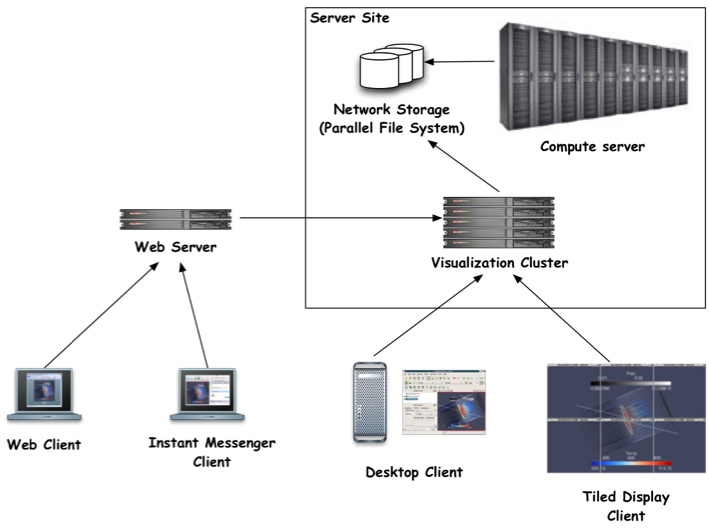 Server Site
Network Storage
(Parallel File System)
Compute server
Web Server
Visualization Cluster
Web Client
Instant Messenger
Client
Desktop Client
Tiled Display
Client